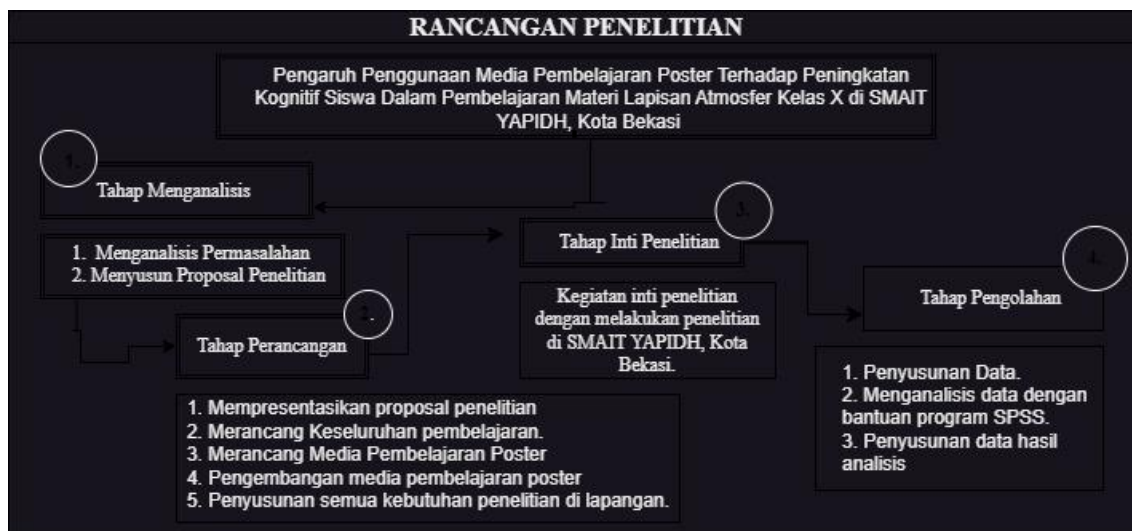 RANCANGAN PENELITIAN
Pengaruh Penggunaan Media Pembelajaran Poster Terhadap Peningkatan
Kognitif Siswa Dalam Pembelajaran Materi Lapisan Atmosfer Kelas X di SMAIT
YAPIDH, Kota Bekasi
1.
Tahap Menganalisis
1. Menganalisis Permasalahan
2. Menyusun Proposal Penelitian
2.
Tahap Perancangan
1. Mempresentasikan proposal penelitian
2. Merancang Keseluruhan pembelajaran.
3. Merancang Media Pembelajaran Poster
4. Pengembangan media pembelajaran poster
5. Penyusunan semua kebutuhan penelitian di lapangan.
3.
Tahap Inti Penelitian
Kegiatan inti penelitian
dengan melakukan penelitian
di SMAIT YAPIDH, Kota
Bekasi.
4.
Tahap Pengolahan
1. Penyusunan Data.
2. Menganalisis data dengan
bantuan program SPSS.
3. Penyusunan data hasil
analisis